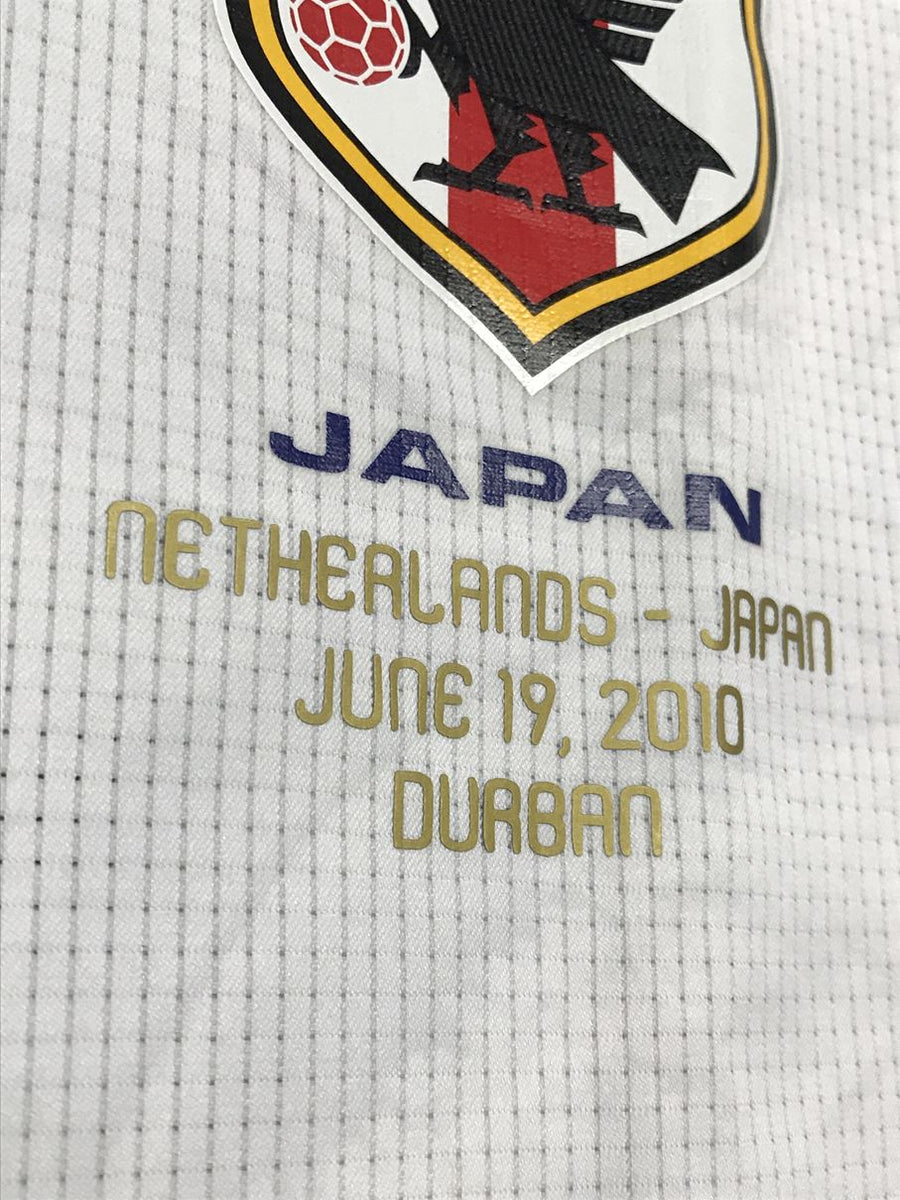 JAPAN
NETHERLANDS - JAPAN
JUNE 19, 2010
DURBAN